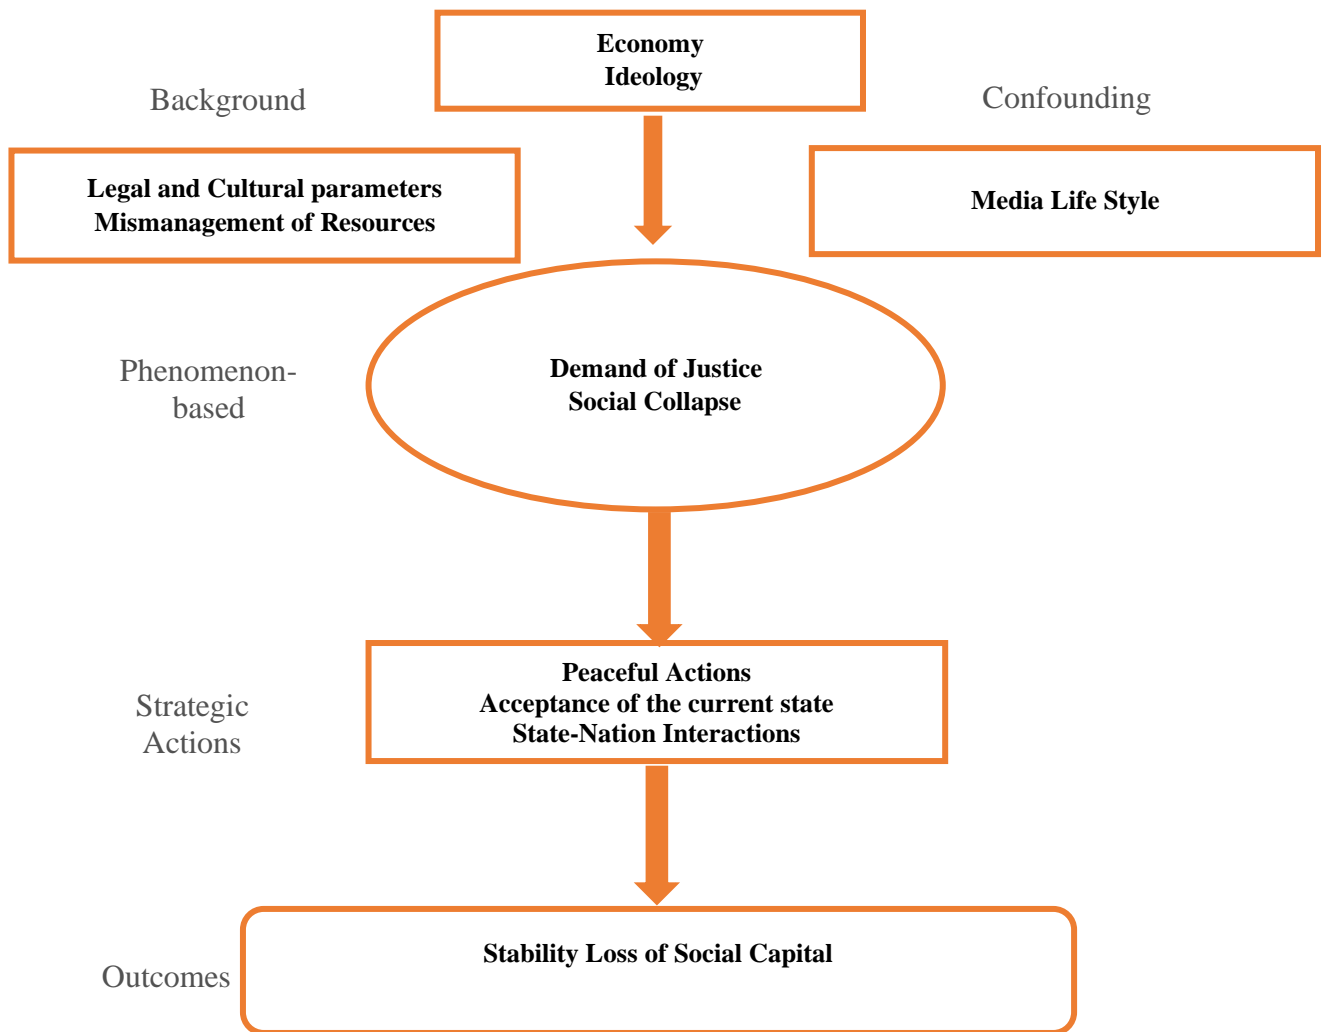 Economy
Ideology
Background
Confounding
Legal and Cultural parameters
Mismanagement of Resources
Media Life Style
Phenomenon-
based
Demand of Justice
Social Collapse
Strategic
Actions
Peaceful Actions
Acceptance of the current state
State-Nation Interactions
Outcomes
Stability Loss of Social Capital